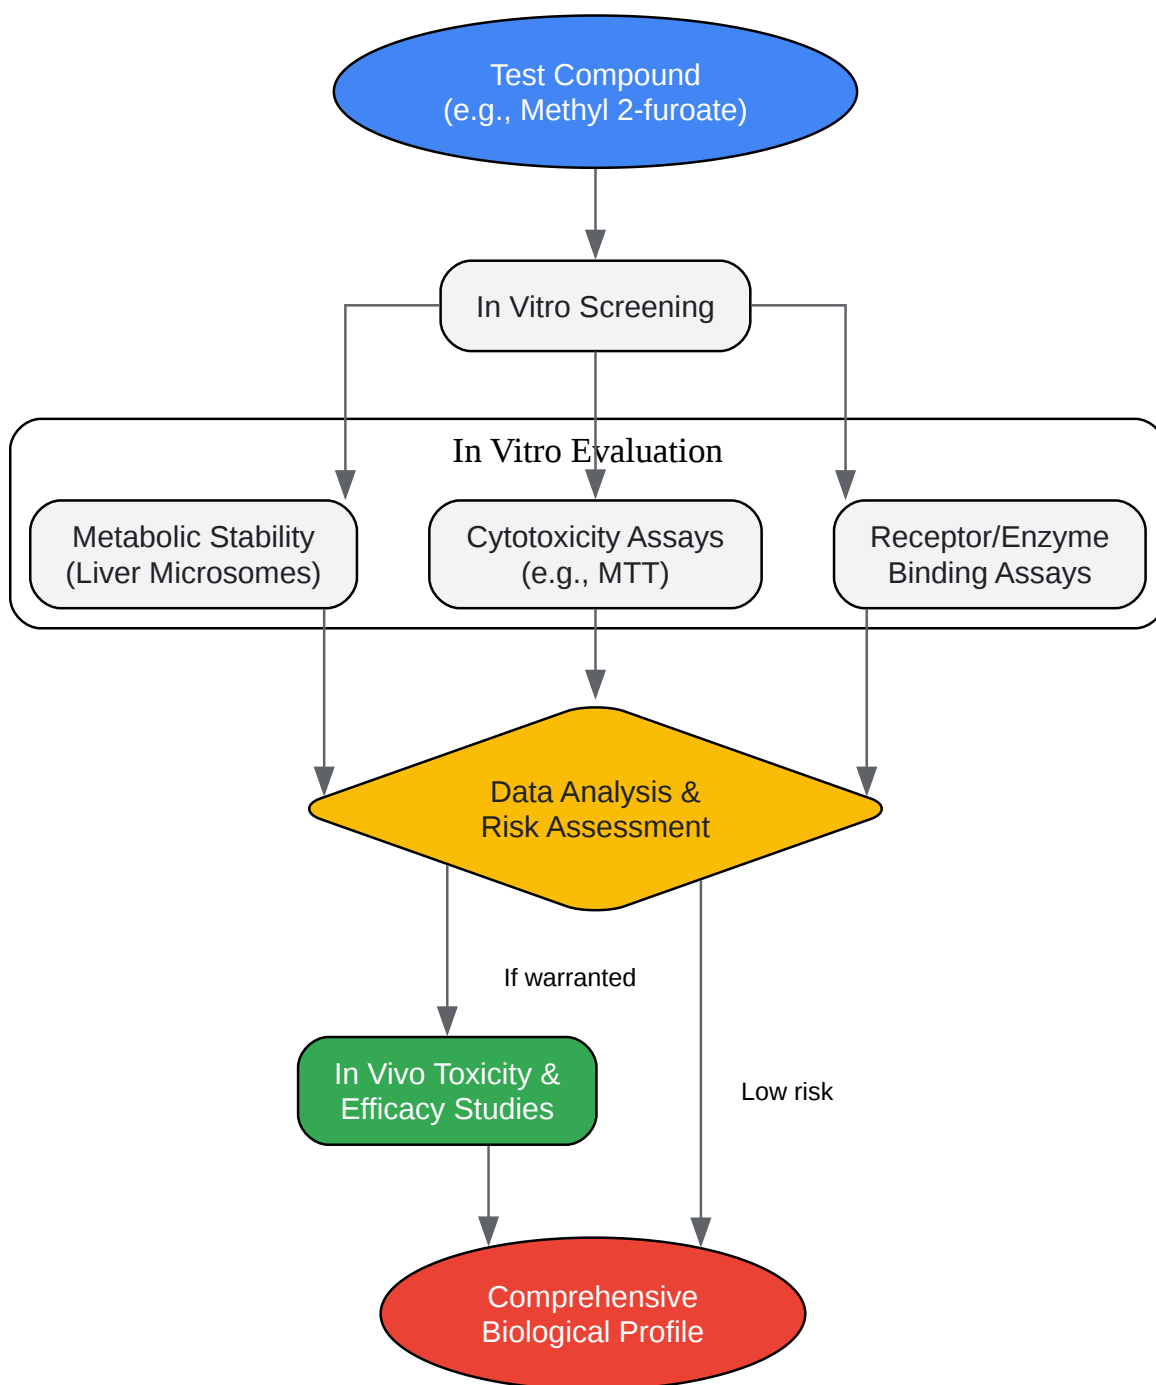 Test Compound
(e.g., Methyl 2-furoate)
In Vitro Screening
In Vitro Evaluation
Metabolic Stability
(Liver Microsomes)
Cytotoxicity Assays
(e.g., MTT)
Receptor/Enzyme
Binding Assays
Data Analysis &
Risk Assessment
If warranted
In Vivo Toxicity &
Efficacy Studies
Low risk
Comprehensive
Biological Profile